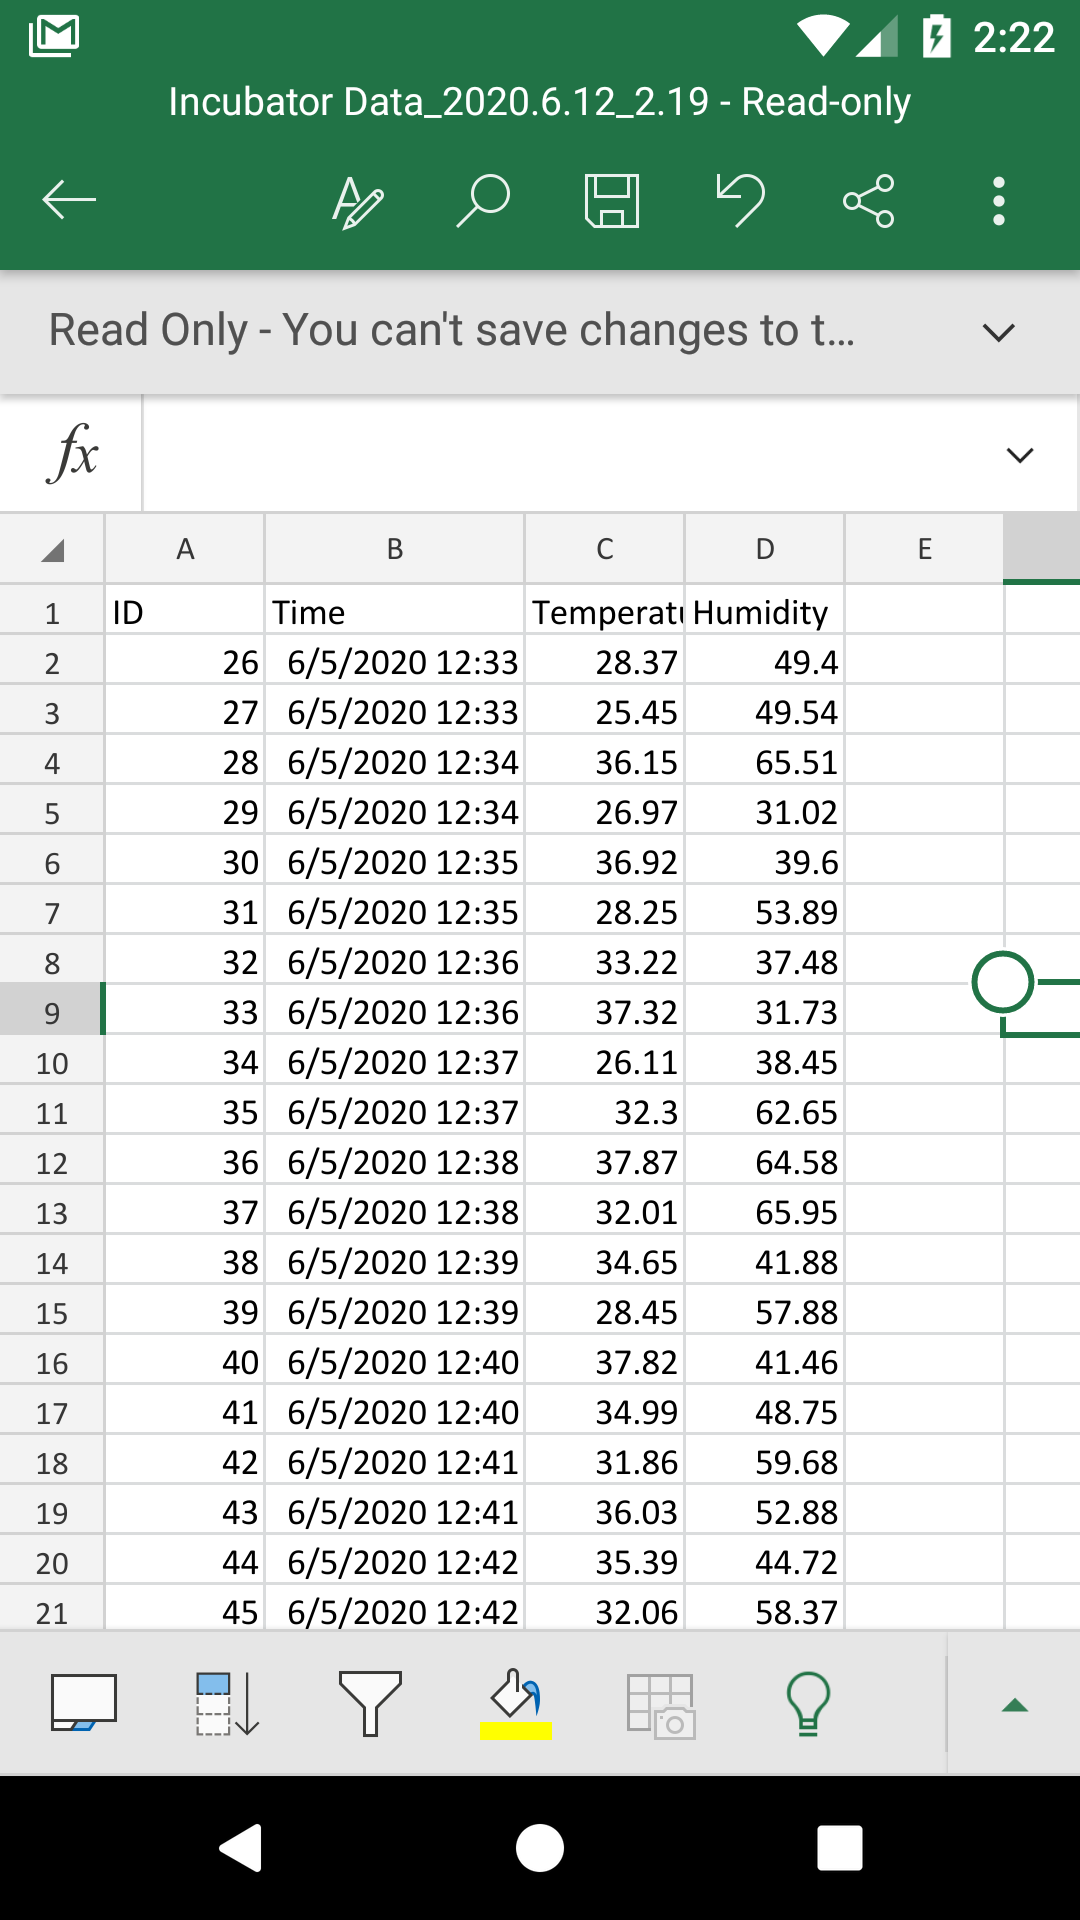 2:22
Incubator Data_2020.6.12_2.19 - Read-only
Read Only - You can't save changes to t...
fx
A B C D E
1 ID Time Temperatu Humidity
2 26 6/5/2020 12:33 28.37 49.4
3 27 6/5/2020 12:33 25.45 49.54
4 28 6/5/2020 12:34 36.15 65.51
5 29 6/5/2020 12:34 26.97 31.02
6 30 6/5/2020 12:35 36.92 39.6
7 31 6/5/2020 12:35 28.25 53.89
8 32 6/5/2020 12:36 33.22 37.48
9 33 6/5/2020 12:36 37.32 31.73
10 34 6/5/2020 12:37 26.11 38.45
11 35 6/5/2020 12:37 32.3 62.65
12 36 6/5/2020 12:38 37.87 64.58
13 37 6/5/2020 12:38 32.01 65.95
14 38 6/5/2020 12:39 34.65 41.88
15 39 6/5/2020 12:39 28.45 57.88
16 40 6/5/2020 12:40 37.82 41.46
17 41 6/5/2020 12:40 34.99 48.75
18 42 6/5/2020 12:41 31.86 59.68
19 43 6/5/2020 12:41 36.03 52.88
20 44 6/5/2020 12:42 35.39 44.72
21 45 6/5/2020 12:42 32.06 58.37